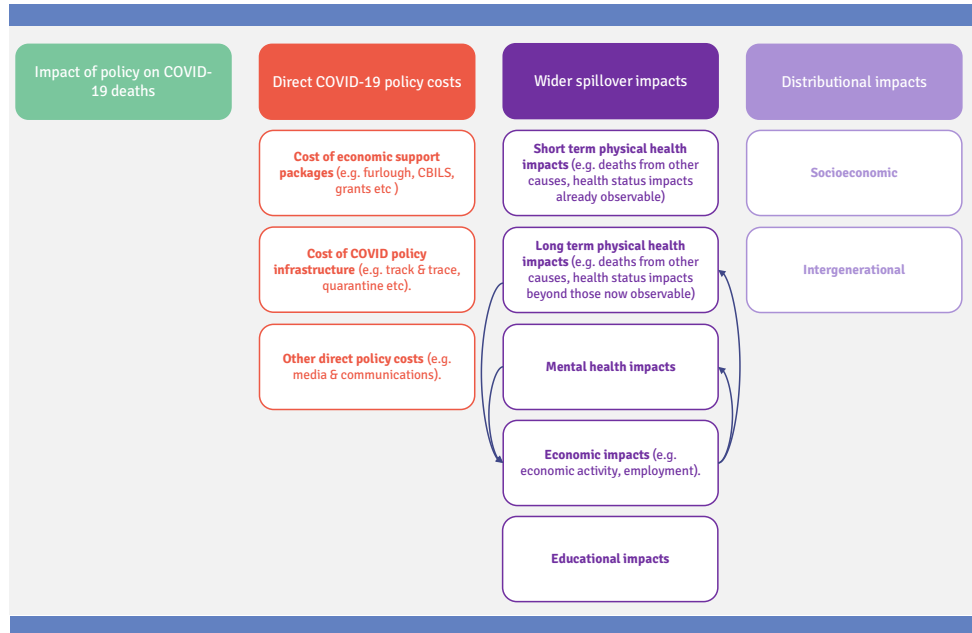 Impact of policy on COVID-
19 deaths
Direct COVID-19 policy costs
Cost of economic support
packages (e.g. furlough, CBILS,
grants etc )
Cost of COVID policy
infrastructure (e.g. track & trace,
quarantine etc).
Other direct policy costs (e.g.
media & communications).
Wider spillover impacts
Short term physical health
impacts (e.g. deaths from other
causes, health status impacts
already observable)
Long term physical health
impacts (e.g. deaths from other
causes, health status impacts
beyond those now observable)
Mental health impacts
Economic impacts (e.g.
economic activity, employment).
Educational impacts
Distributional impacts
Socioeconomic
Intergenerational